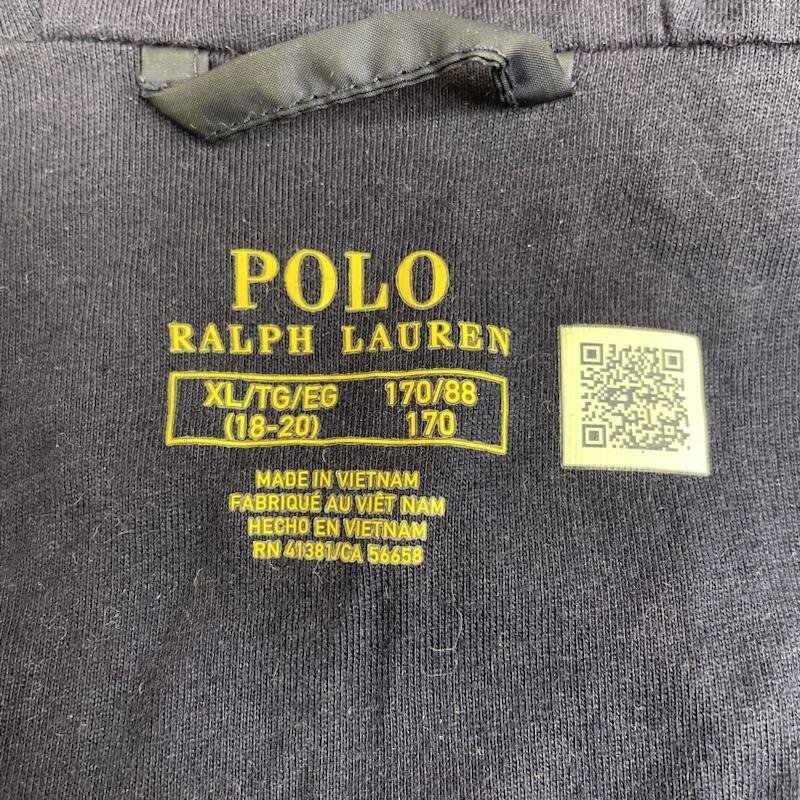 POLO
RALPH LAUREN
XL/TG/EG 170/88
(18-20) 170
MADE IN VIETNAM
FABRIQUÉ AU VIÊT NAM
HECHO EN VIETNAM
RN 41381/CA 56658